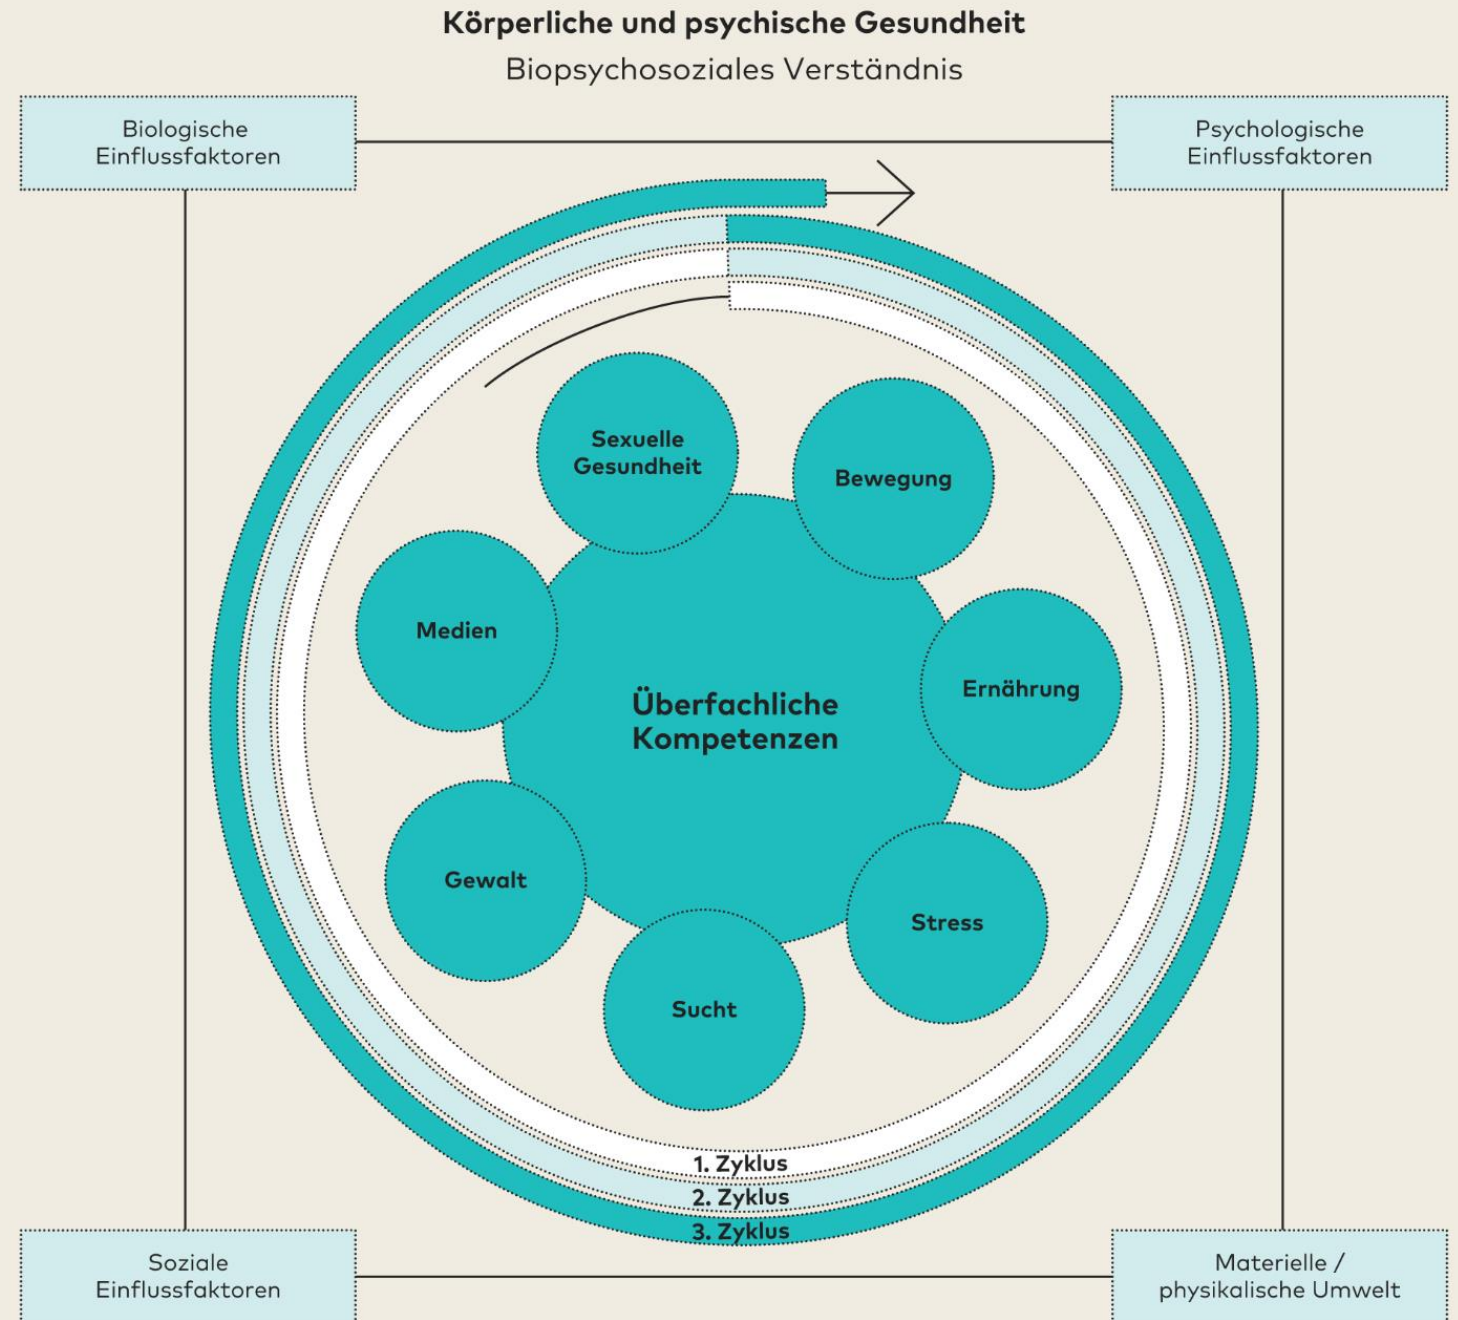 Körperliche und psychische Gesundheit
Biopsychosoziales Verständnis
Biologische
Einflussfaktoren
Psychologische
Einflussfaktoren
Sexuelle
Gesundheit
Bewegung
Medien
Ernährung
Überfachliche
Kompetenzen
Gewalt
Stress
Sucht
1. Zyklus
2. Zyklus
3. Zyklus
Soziale
Einflussfaktoren
Materielle /
physikalische Umwelt